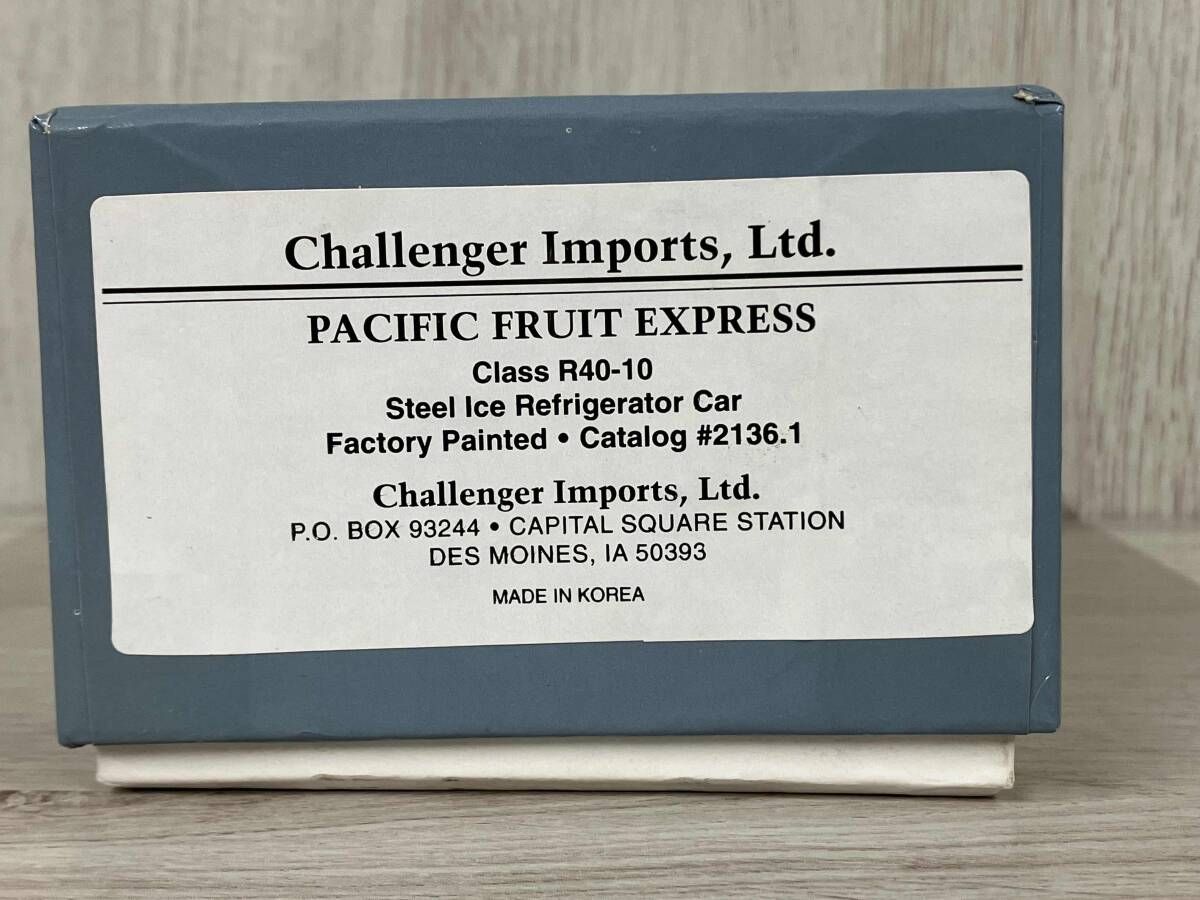 Challenger Imports, Ltd.
PACIFIC FRUIT EXPRESS
Class R40-10
Steel Ice Refrigerator Car
Factory Painted • Catalog #2136.1
Challenger Imports, Ltd.
P.O. BOX 93244 • CAPITAL SQUARE STATION
DES MOINES, IA 50393
MADE IN KOREA